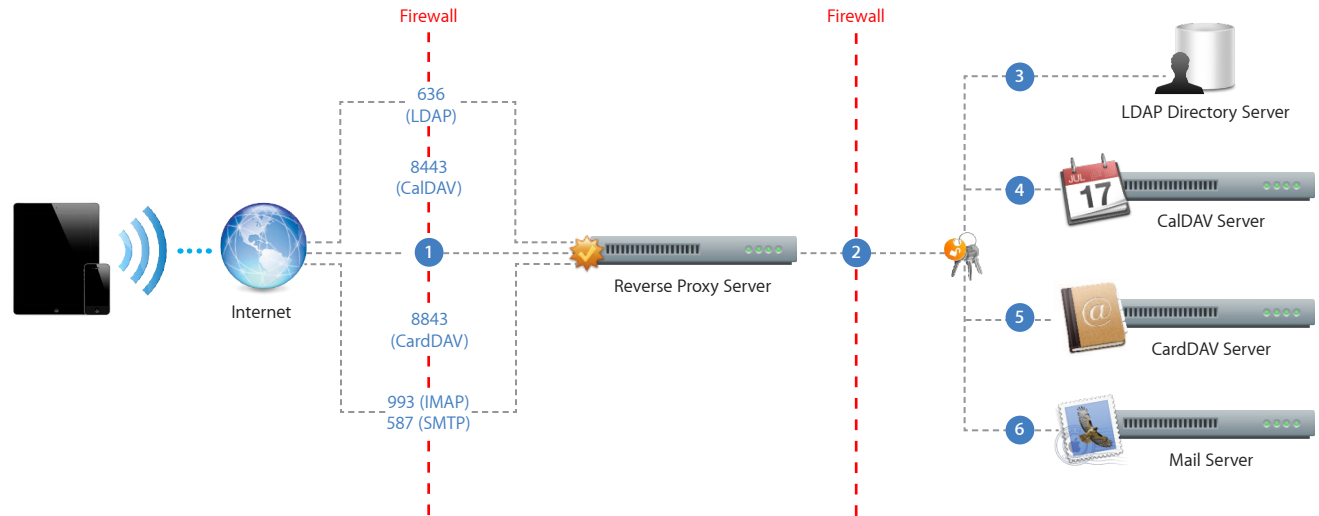 Firewall
Firewall
636
(LDAP)
8443
(CalDAV)
1
8843
(CardDAV)
993 (IMAP)
587 (SMTP)
Internet
Reverse Proxy Server
2
3
LDAP Directory Server
4
JUL
17
CalDAV Server
5
@
CardDAV Server
6
Mail Server